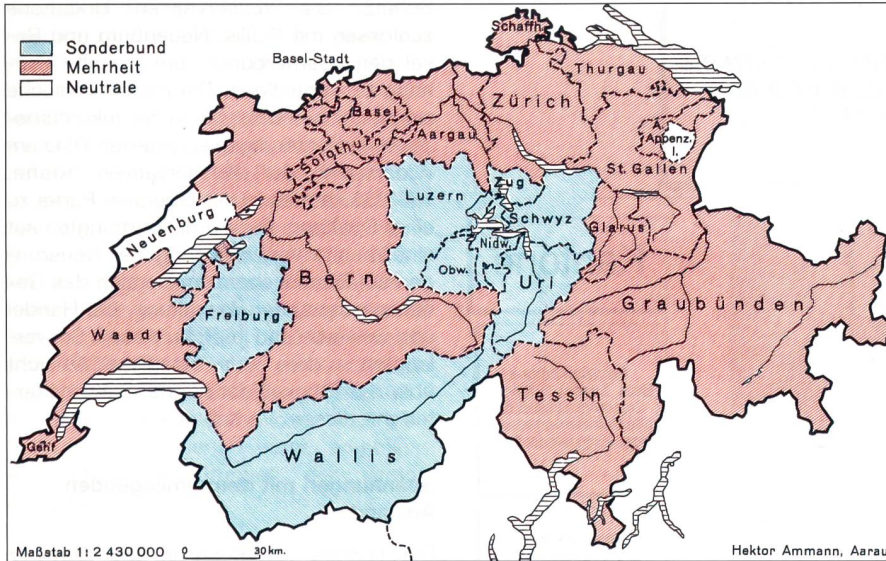 Sonderbund
Mehrheit
Neutrale
Schaffh.
Basel-Stadt
Thurgau
Zürich
Basel
Aargau
Solothurn
A.
Appenz.
I.
St. Gallen
Luzern
Zug
Schwyz
Neuenburg
Glarus
Nidw.
Obw.
Uri
Bern
Graubünden
Freiburg
Waadt
Tessin
Genf
Wallis
Maßstab 1:2 430 000 0 30 km.
Hektor Ammann, Aarau